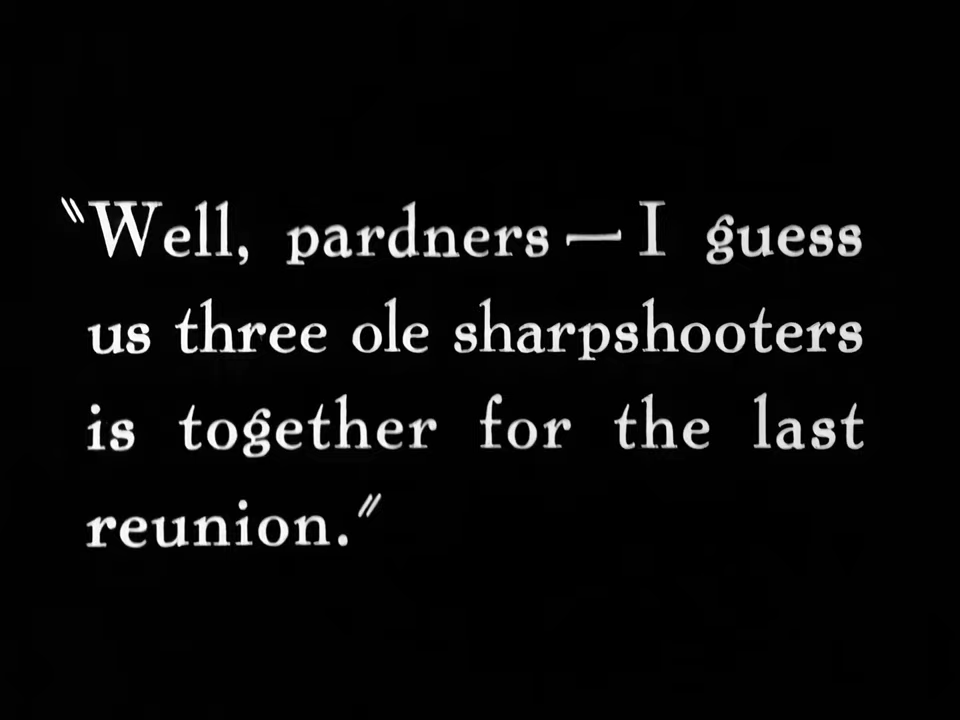 "Well, pardners — I guess
us three ole sharpshooters
is together for the last
reunion."